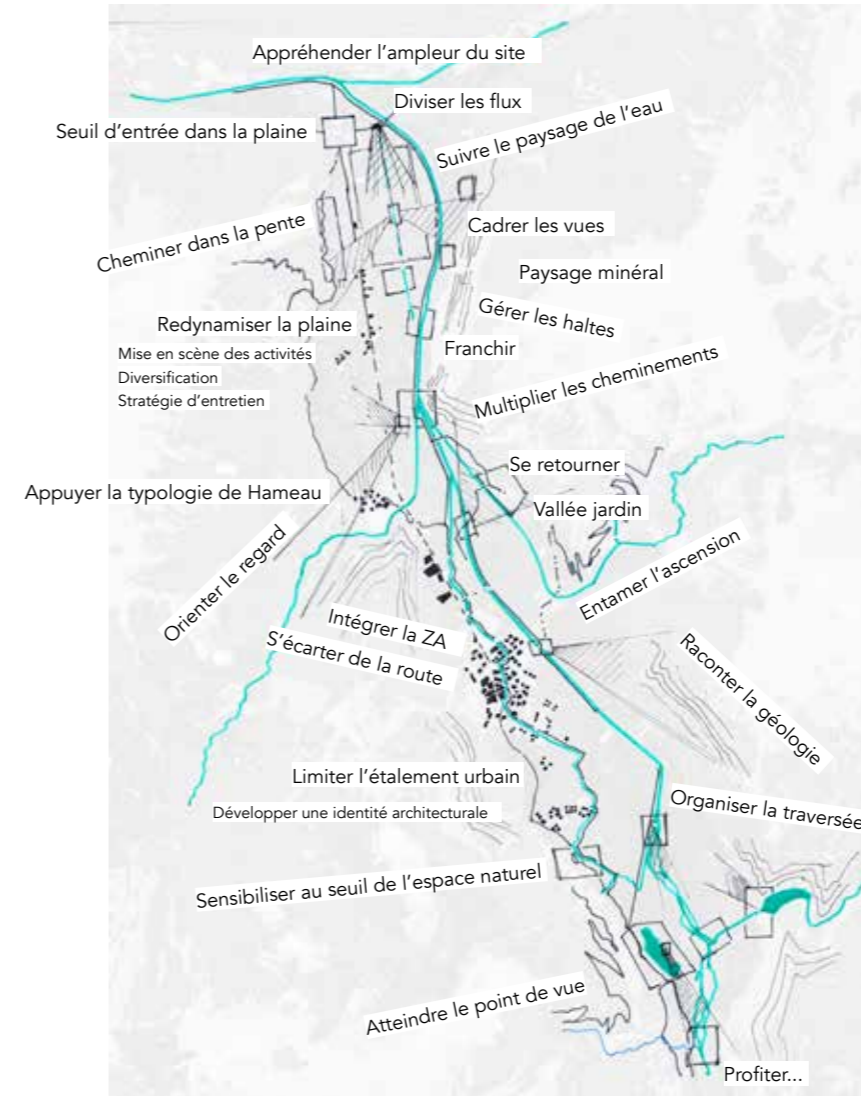 Appréhender l'ampleur du site
Diviser les flux
Seuil d'entrée dans la plaine
Suivre le paysage de l'eau
Cheminer dans la pente
Cadrer les vues
Paysage minéral
Gérer les haltes
Redynamiser la plaine
Mise en scène des activités
Diversification
Stratégie d'entretien
Franchir
Multiplier les cheminements
Se retourner
Appuyer la typologie de Hameau
Vallée jardin
Orienter le regard
Entamer l'ascension
Intégrer la ZA
S'écarter de la route
Raconter la géologie
Limiter l'étalement urbain
Développer une identité architecturale
Organiser la traversée
Sensibiliser au seuil de l'espace naturel
Atteindre le point de vue
Profiter...